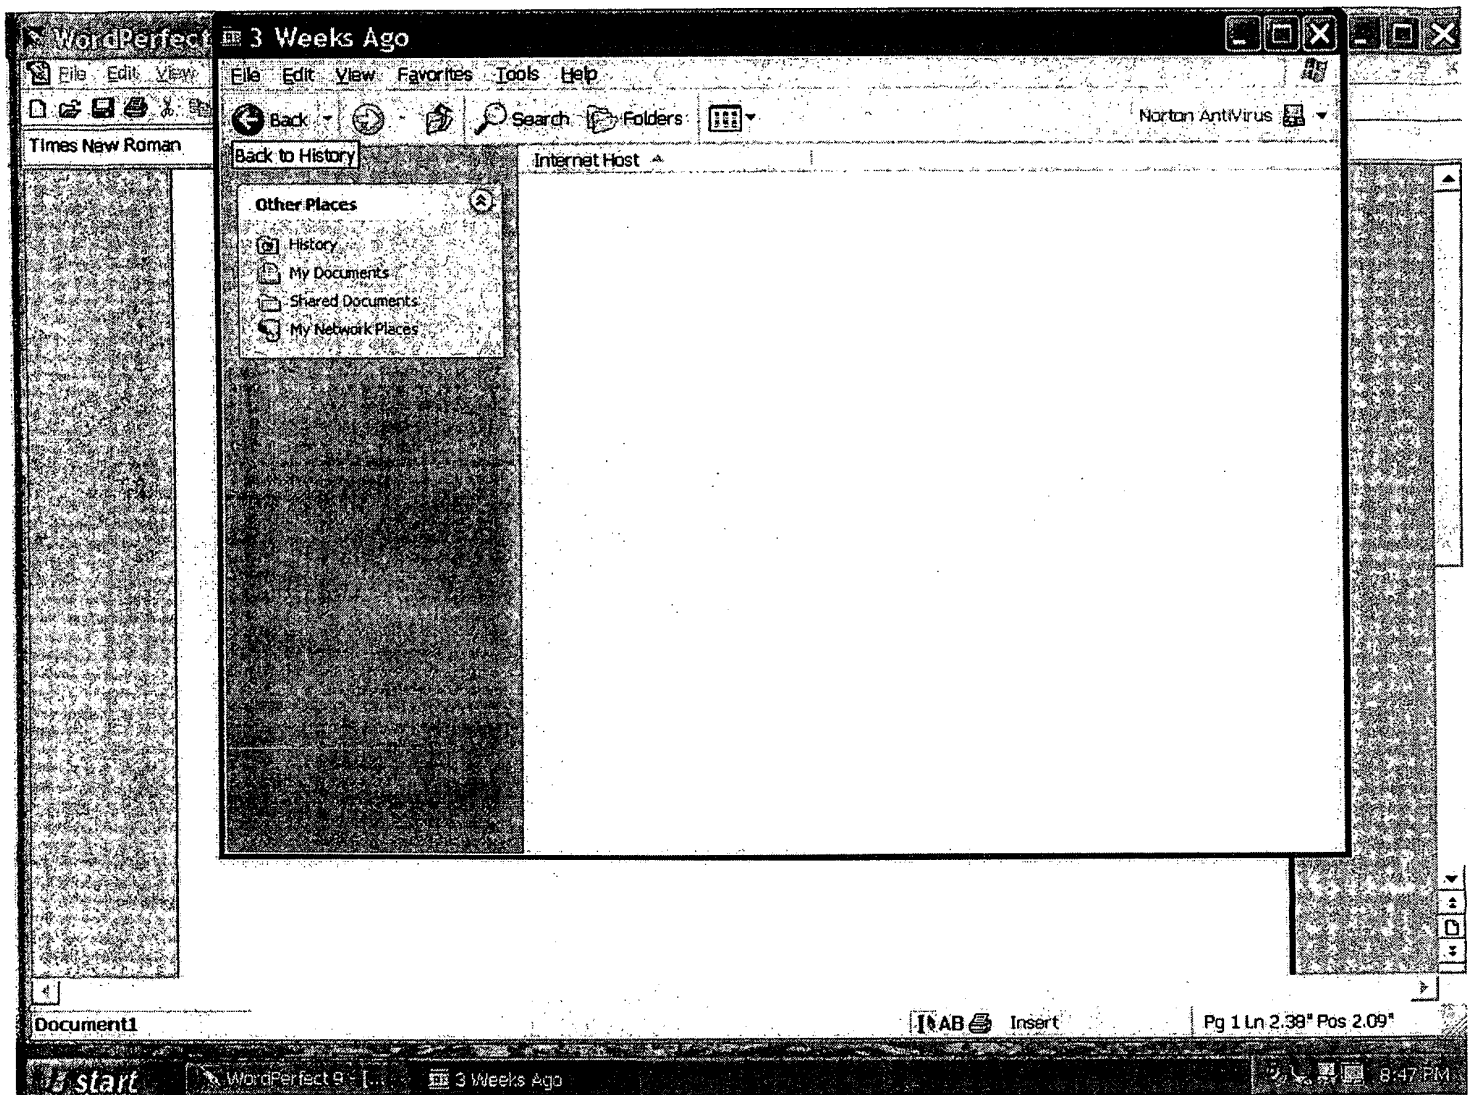 WordPerfect
3 Weeks Ago
File Edit View
File Edit View Favorites Tools Help
Back Search Folders Norton AntiVirus
Times New Roman
Back to History
Internet Host
Other Places
History
My Documents
Shared Documents
My Network Places
Document1 AB Insert Pg 1 Ln 2.38" Pos 2.09"
start WordPerfect 9 - [... 3 Weeks Ago 8:47 PM